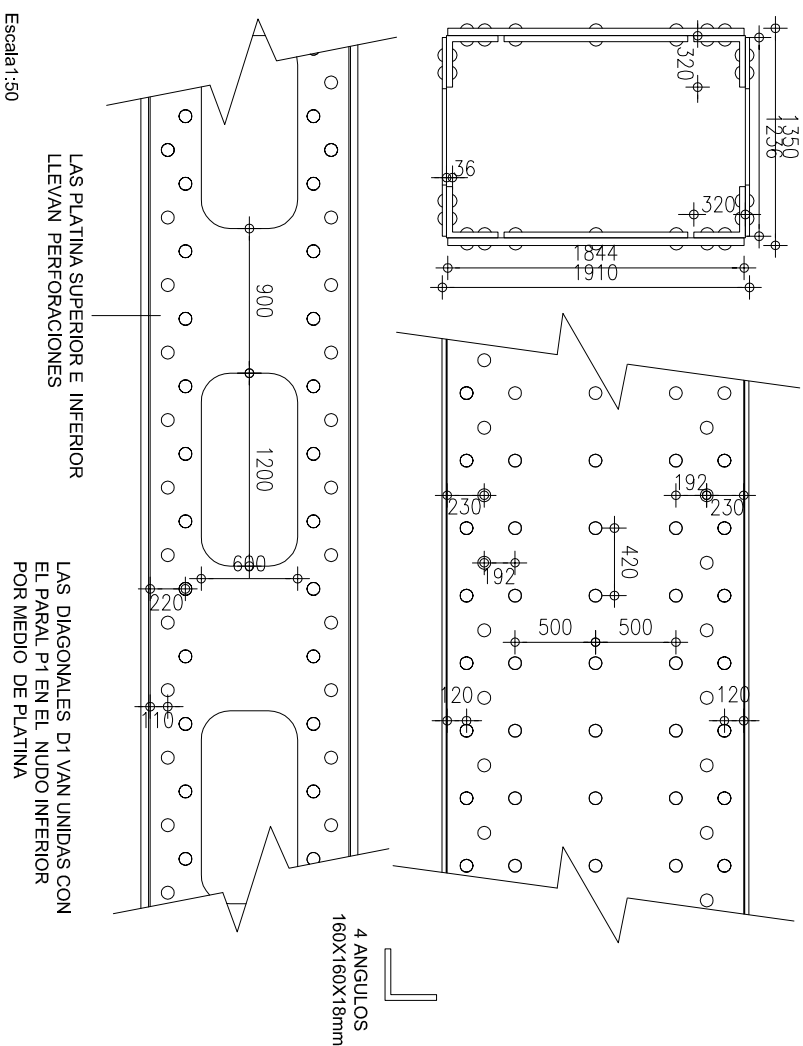 Escala1:50
LAS PLATINA SUPERIOR E INFERIOR
LLEVAN PERFORACIONES
LAS DIAGONALES D1 VAN UNIDAS CON
EL PARAL P1 EN EL NUDO INFERIOR
POR MEDIO DE PLATINA
900
1200
600
220
110
320
36
320
1350
1844
1910
192
230
230
192
420
500
500
120
120
4 ANGULOS
160X160X18mm